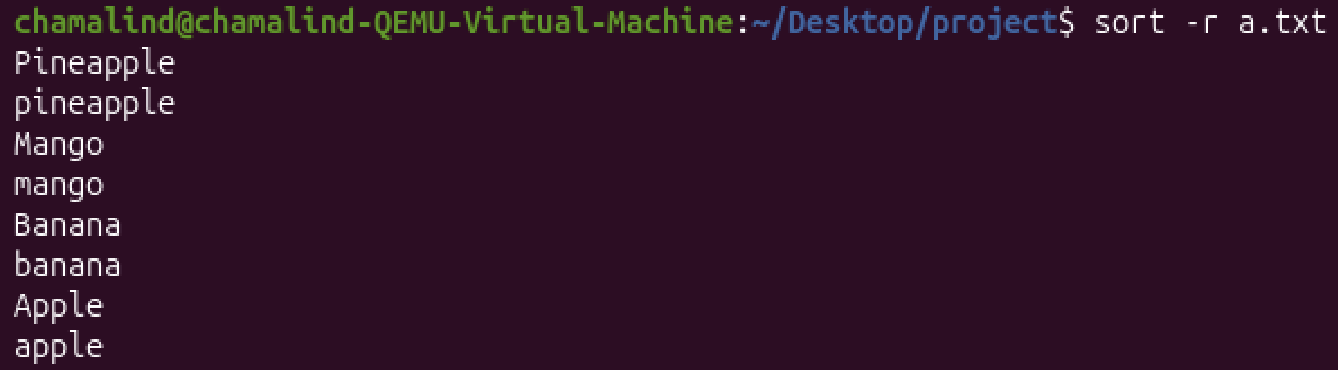 chamalind@chamalind-QEMU-Virtual-Machine:~/Desktop/project$ sort -r a.txt
Pineapple
pineapple
Mango
mango
Banana
banana
Apple
apple